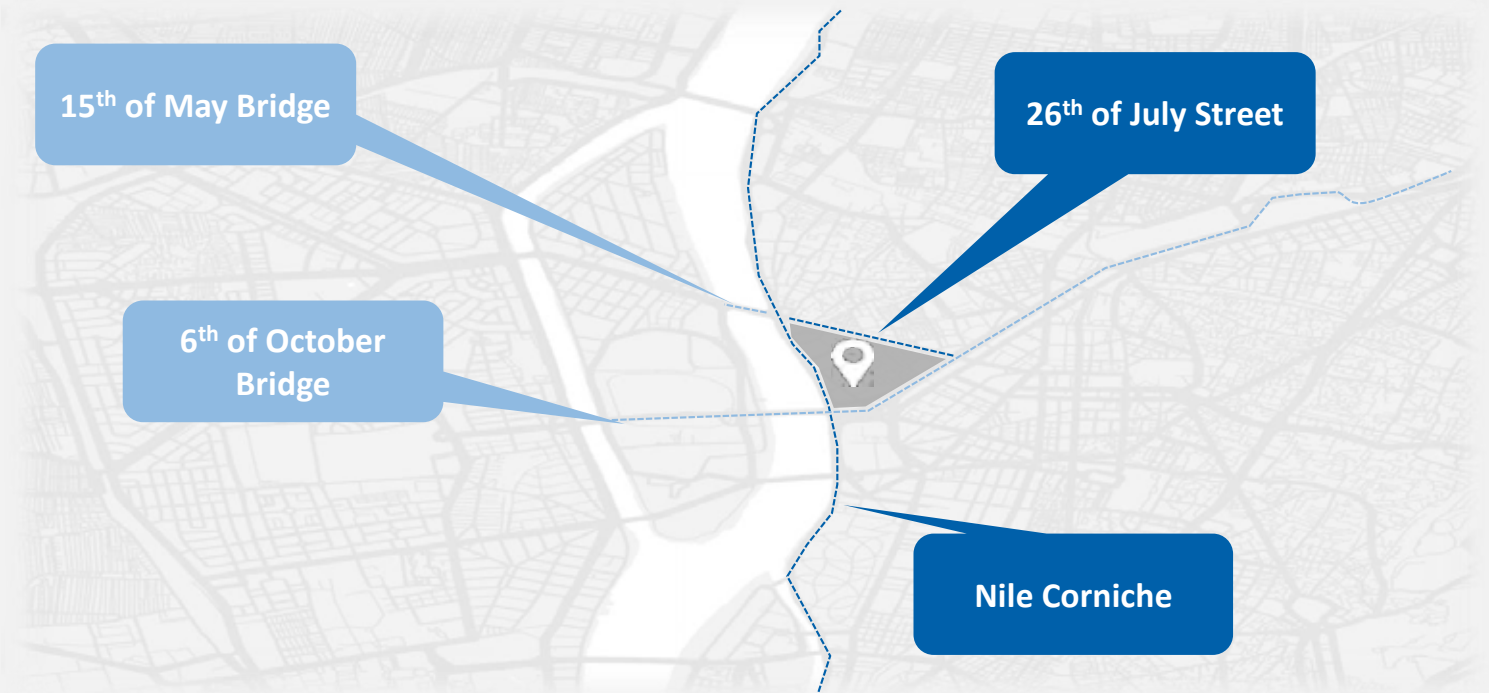 15th of May Bridge
26th of July Street
6th of October
Bridge
Nile Corniche